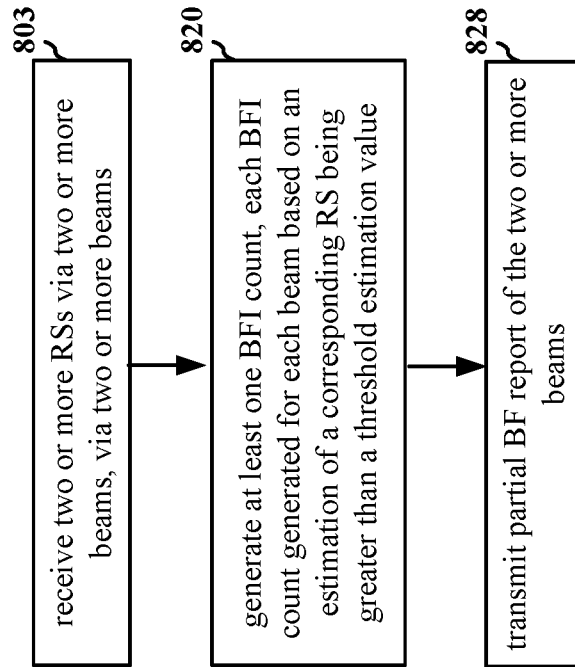 803
receive two or more RSs via two or more
beams, via two or more beams
820
generate at least one BFI count, each BFI
count generated for each beam based on an
estimation of a corresponding RS being
greater than a threshold estimation value
828
transmit partial BF report of the two or more
beams